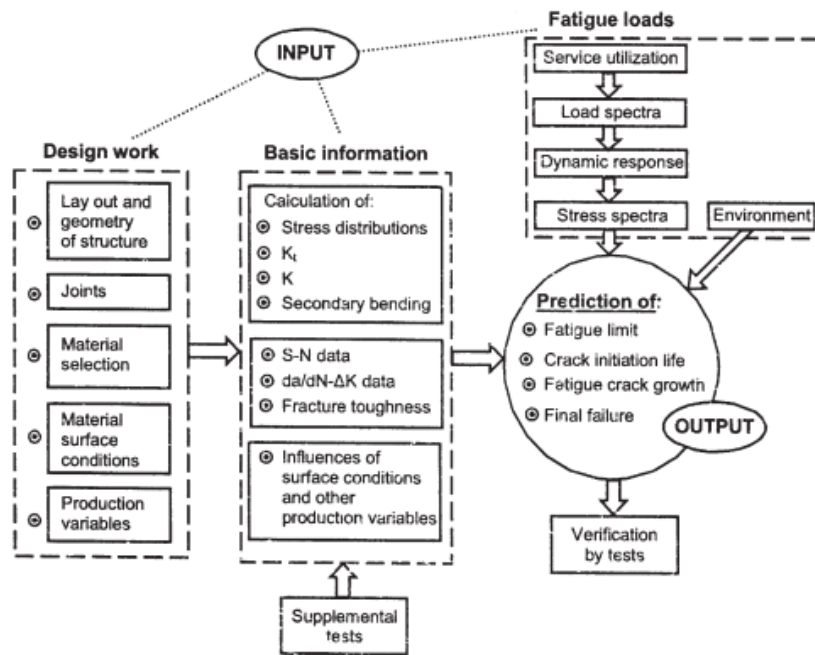 Fatigue loads
INPUT
Service utilization
Load spectra
Dynamic response
Stress spectra
Environment
Design work
Lay out and
geometry
of structure
Joints
Material
selection
Material
surface
conditions
Production
variables
Basic information
Calculation of:
Stress distributions
Kt
K
Secondary bending
S-N data
da/dN-ΔK data
Fracture toughness
Influences of
surface conditions
and other
production variables
Supplemental
tests
Prediction of:
Fatigue limit
Crack initiation life
Fatigue crack growth
Final failure
OUTPUT
Verification
by tests